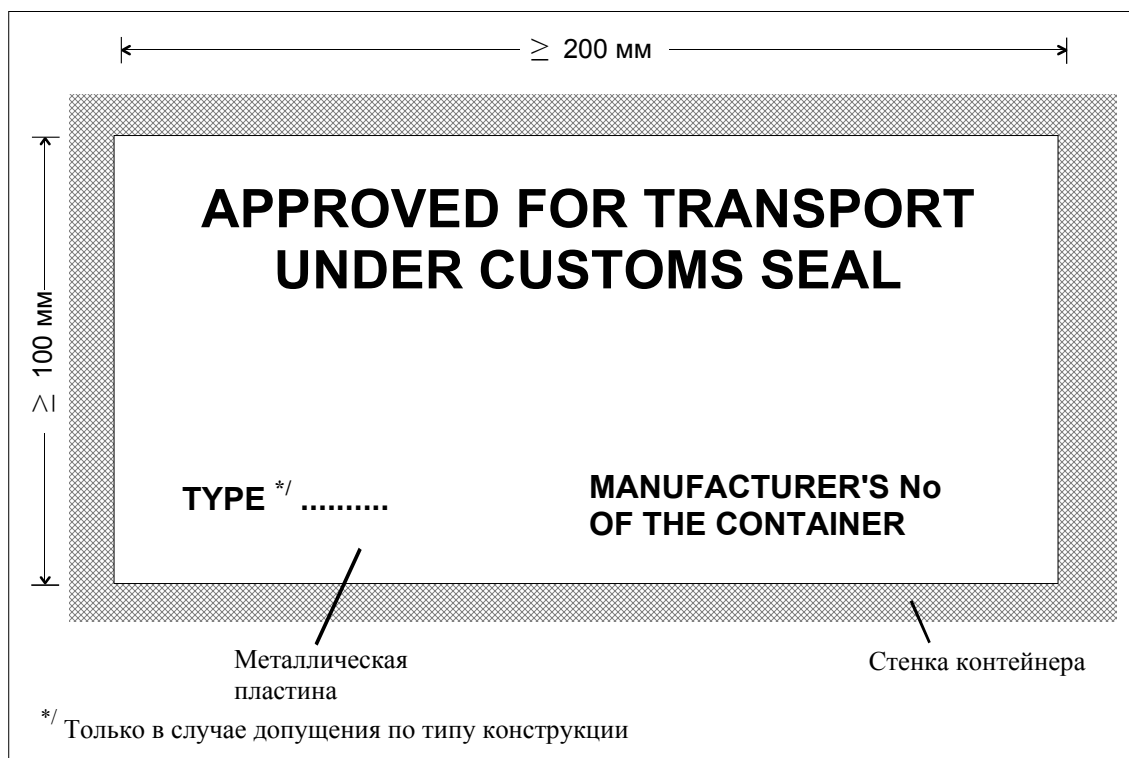 ≥ 200 мм
≥ 100 мм
APPROVED FOR TRANSPORT
UNDER CUSTOMS SEAL
TYPE */ ..........
MANUFACTURER'S No
OF THE CONTAINER
Металлическая
пластина
Стенка контейнера
*/ Только в случае допущения по типу конструкции